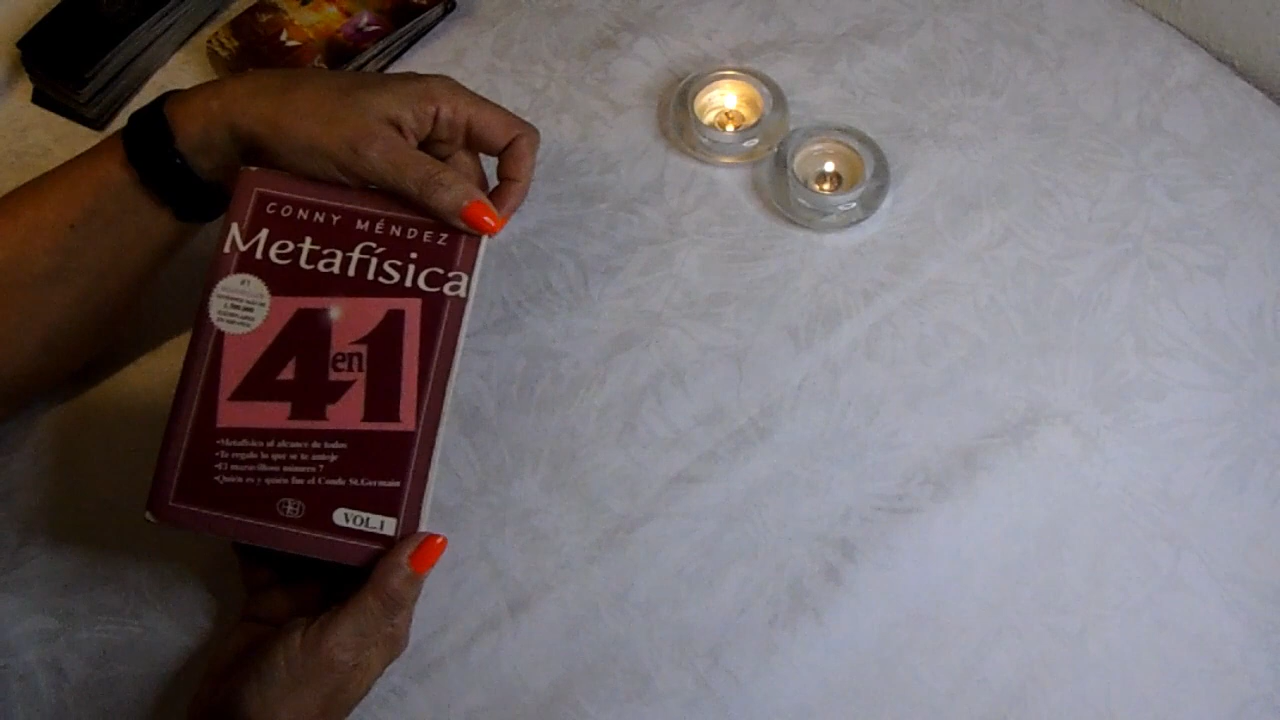 CONNY MÉNDEZ
Metafísica
#1
4 en 1
•Metafísica al alcance de todos
•Te regalo lo que se te antoje
•El maravilloso número 7
•Quién es y quién fue el Conde St.Germain
VOL.1